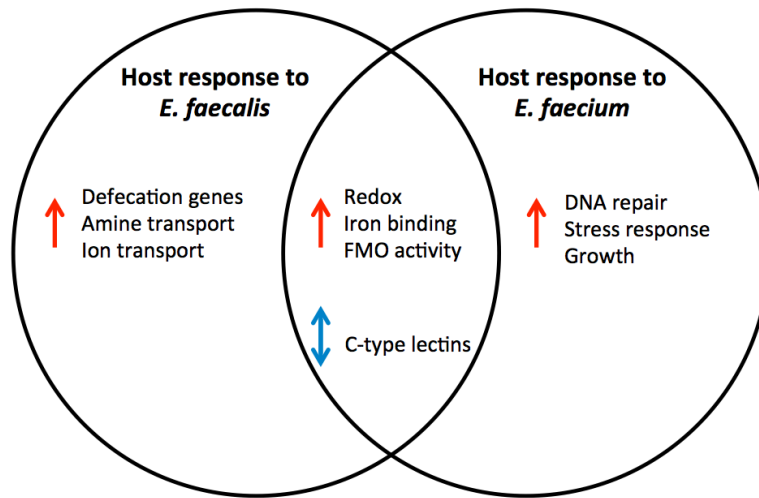 Host response to
E. faecalis
Host response to
E. faecium
Defecation genes
Amine transport
Ion transport
Redox
Iron binding
FMO activity
DNA repair
Stress response
Growth
C-type lectins